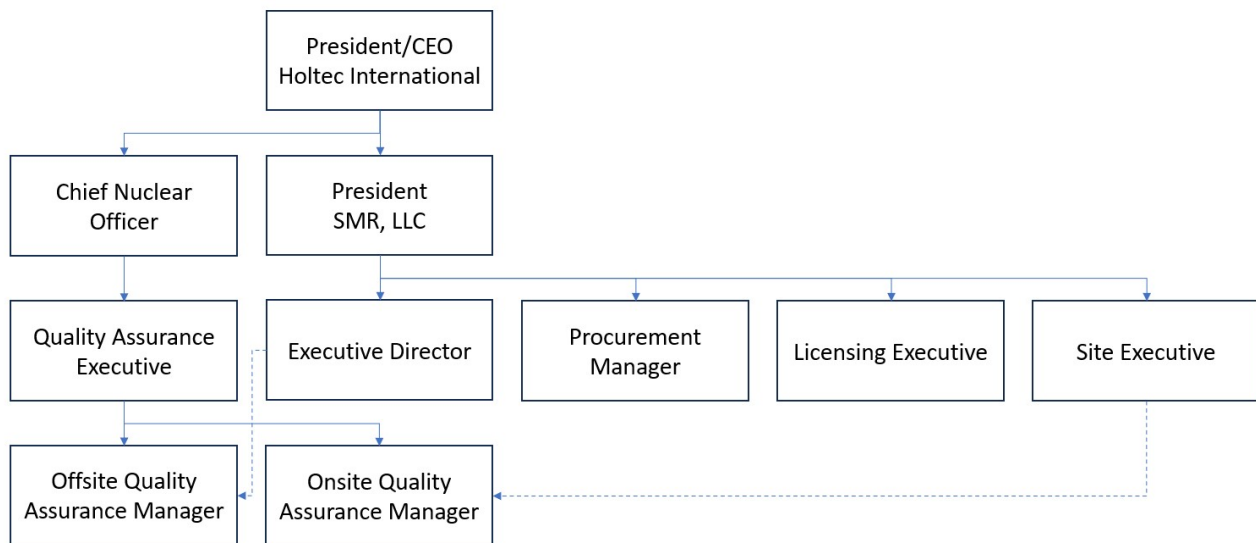 President/CEO
Holtec International
Chief Nuclear
Officer
President
SMR, LLC
Quality Assurance
Executive
Executive Director
Procurement
Manager
Licensing Executive
Site Executive
Offsite Quality
Assurance Manager
Onsite Quality
Assurance Manager